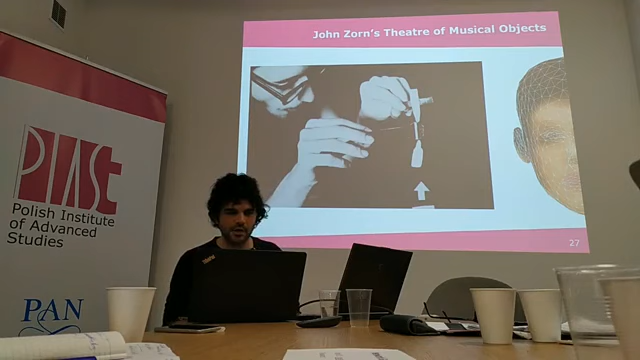 John Zorn's Theatre of Musical Objects
PIASt
Polish Institute
of Advanced
Studies
PAN
27